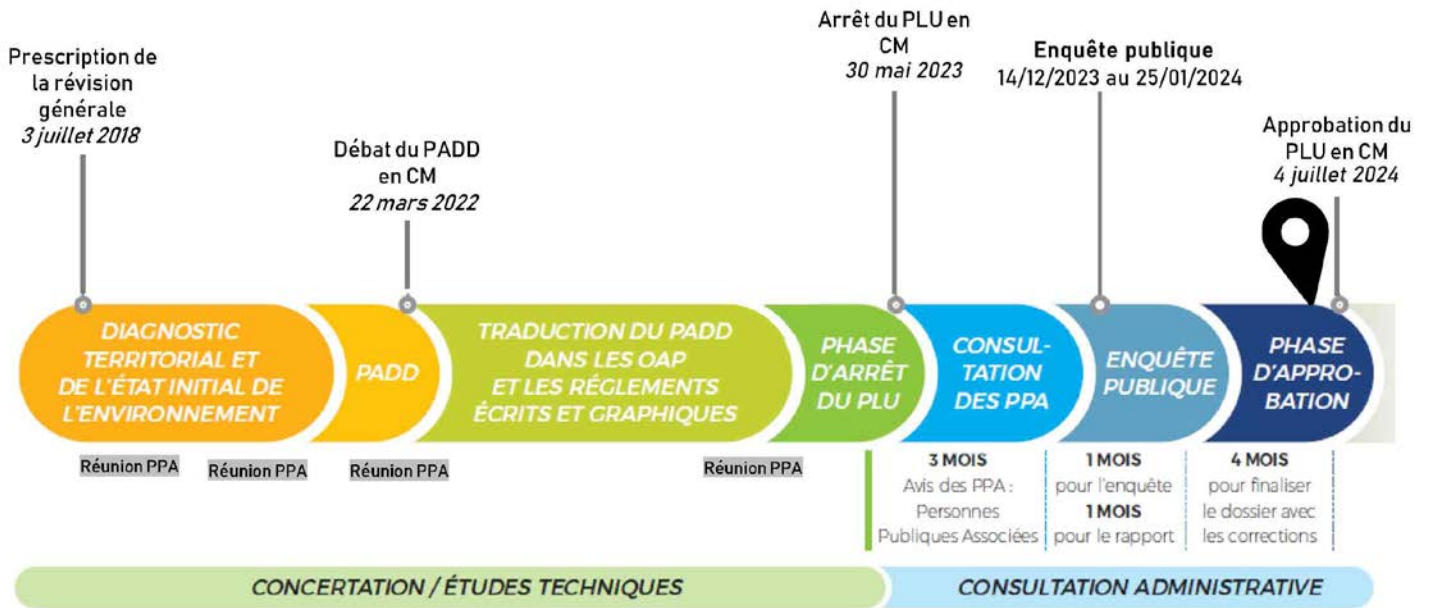 Prescription de
la révision
générale
3 juillet 2018
Débat du PADD
en CM
22 mars 2022
Arrêt du PLU en
CM
30 mai 2023
Enquête publique
14/12/2023 au 25/01/2024
Approbation du
PLU en CM
4 juillet 2024
DIAGNOSTIC
TERRITORIAL ET
DE L'ÉTAT INITIAL DE
L'ENVIRONNEMENT
PADD
TRADUCTION DU PADD
DANS LES OAP
ET LES RÉGLEMENTS
ÉCRITS ET GRAPHIQUES
PHASE
D'ARRÊT
DU PLU
CONSUL-
TATION
DES PPA
ENQUÊTE
PUBLIQUE
PHASE
D'APPRO-
BATION
Réunion PPA
Réunion PPA
Réunion PPA
Réunion PPA
3 MOIS
Avis des PPA :
Personnes
Publiques Associées
1 MOIS
pour l'enquête
1 MOIS
pour le rapport
4 MOIS
pour finaliser
le dossier avec
les corrections
CONCERTATION / ÉTUDES TECHNIQUES
CONSULTATION ADMINISTRATIVE